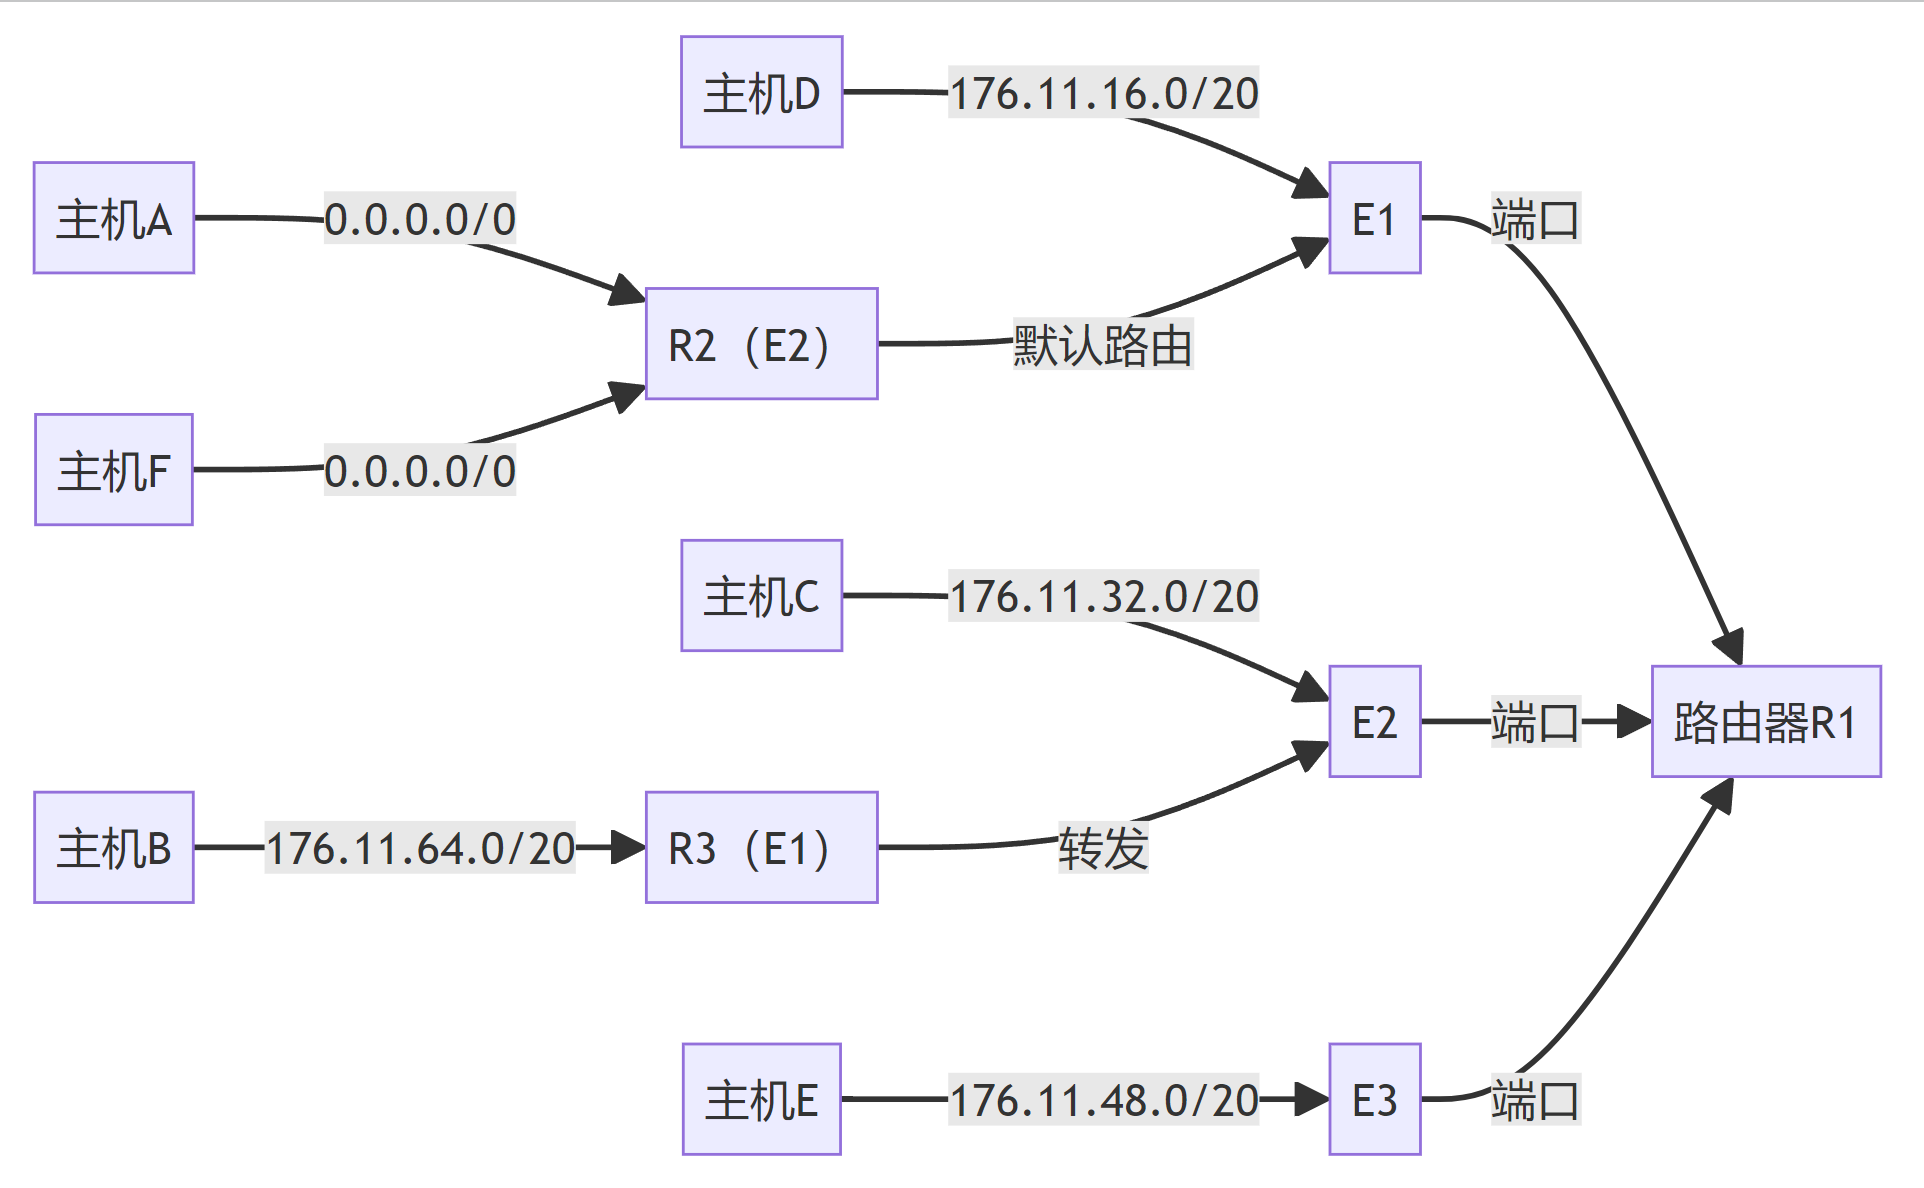 主机D
176.11.16.0/20
主机A
0.0.0.0/0
E1
端口
R2（E2）
默认路由
主机F
0.0.0.0/0
主机C
176.11.32.0/20
E2
端口
路由器R1
主机B
176.11.64.0/20
R3（E1）
转发
主机E
176.11.48.0/20
E3
端口